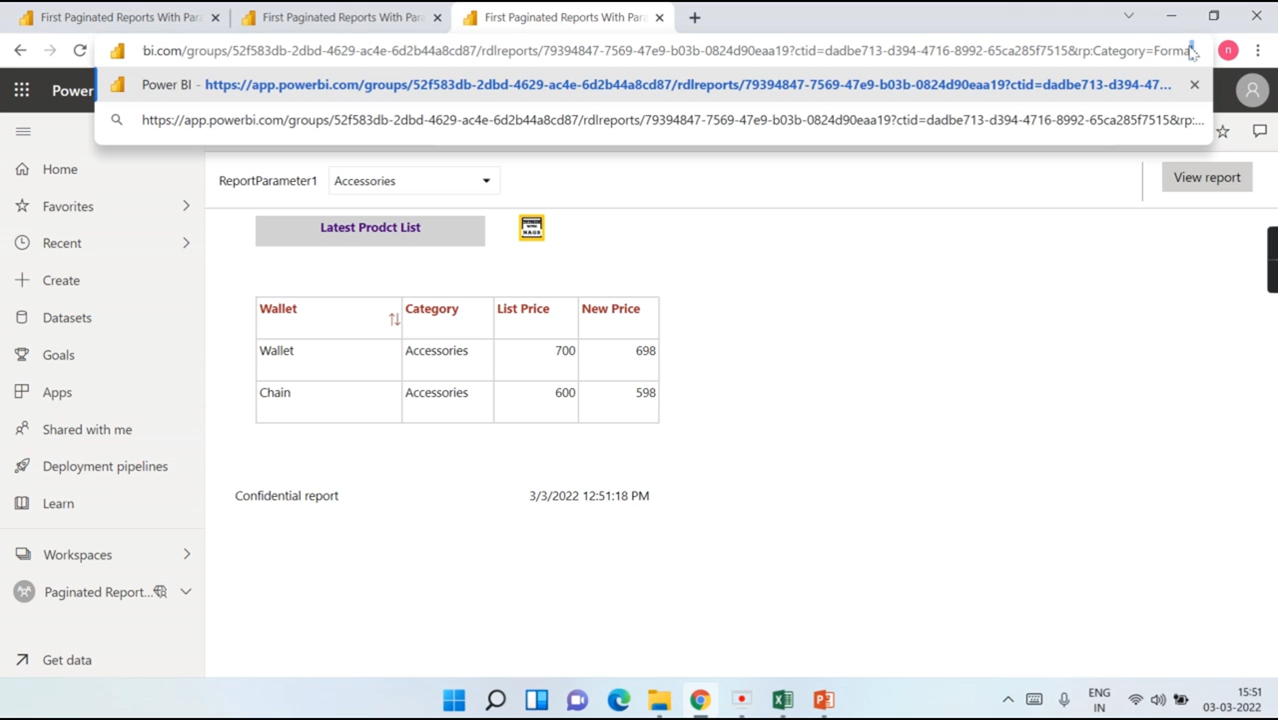 First Paginated Reports With Par
First Paginated Reports With Par
First Paginated Reports With Par
bi.com/groups/52f583db-2dbd-4629-ac4e-6d2b44a8cd87/rdlreports/79394847-7569-47e9-b03b-0824d90eaa19?ctid=dadbe713-d394-4716-8992-65ca285f7515&rp:Category=Forma
n
Power BI - https://app.powerbi.com/groups/52f583db-2dbd-4629-ac4e-6d2b44a8cd87/rdlreports/79394847-7569-47e9-b03b-0824d90eaa19?ctid=dadbe713-d394-47...
Power
https://app.powerbi.com/groups/52f583db-2dbd-4629-ac4e-6d2b44a8cd87/rdlreports/79394847-7569-47e9-b03b-0824d90eaa19?ctid=dadbe713-d394-4716-8992-65ca285f7515&rp:...
Home
Favorites
Recent
Create
Datasets
Goals
Apps
Shared with me
Deployment pipelines
Learn
Workspaces
Paginated Report...
Get data
ReportParameter1 Accessories
View report
Latest Prodct List
Wallet Category List Price New Price
Wallet Accessories 700 698
Chain Accessories 600 598
Confidential report 3/3/2022 12:51:18 PM
ENG
IN
15:51
03-03-2022